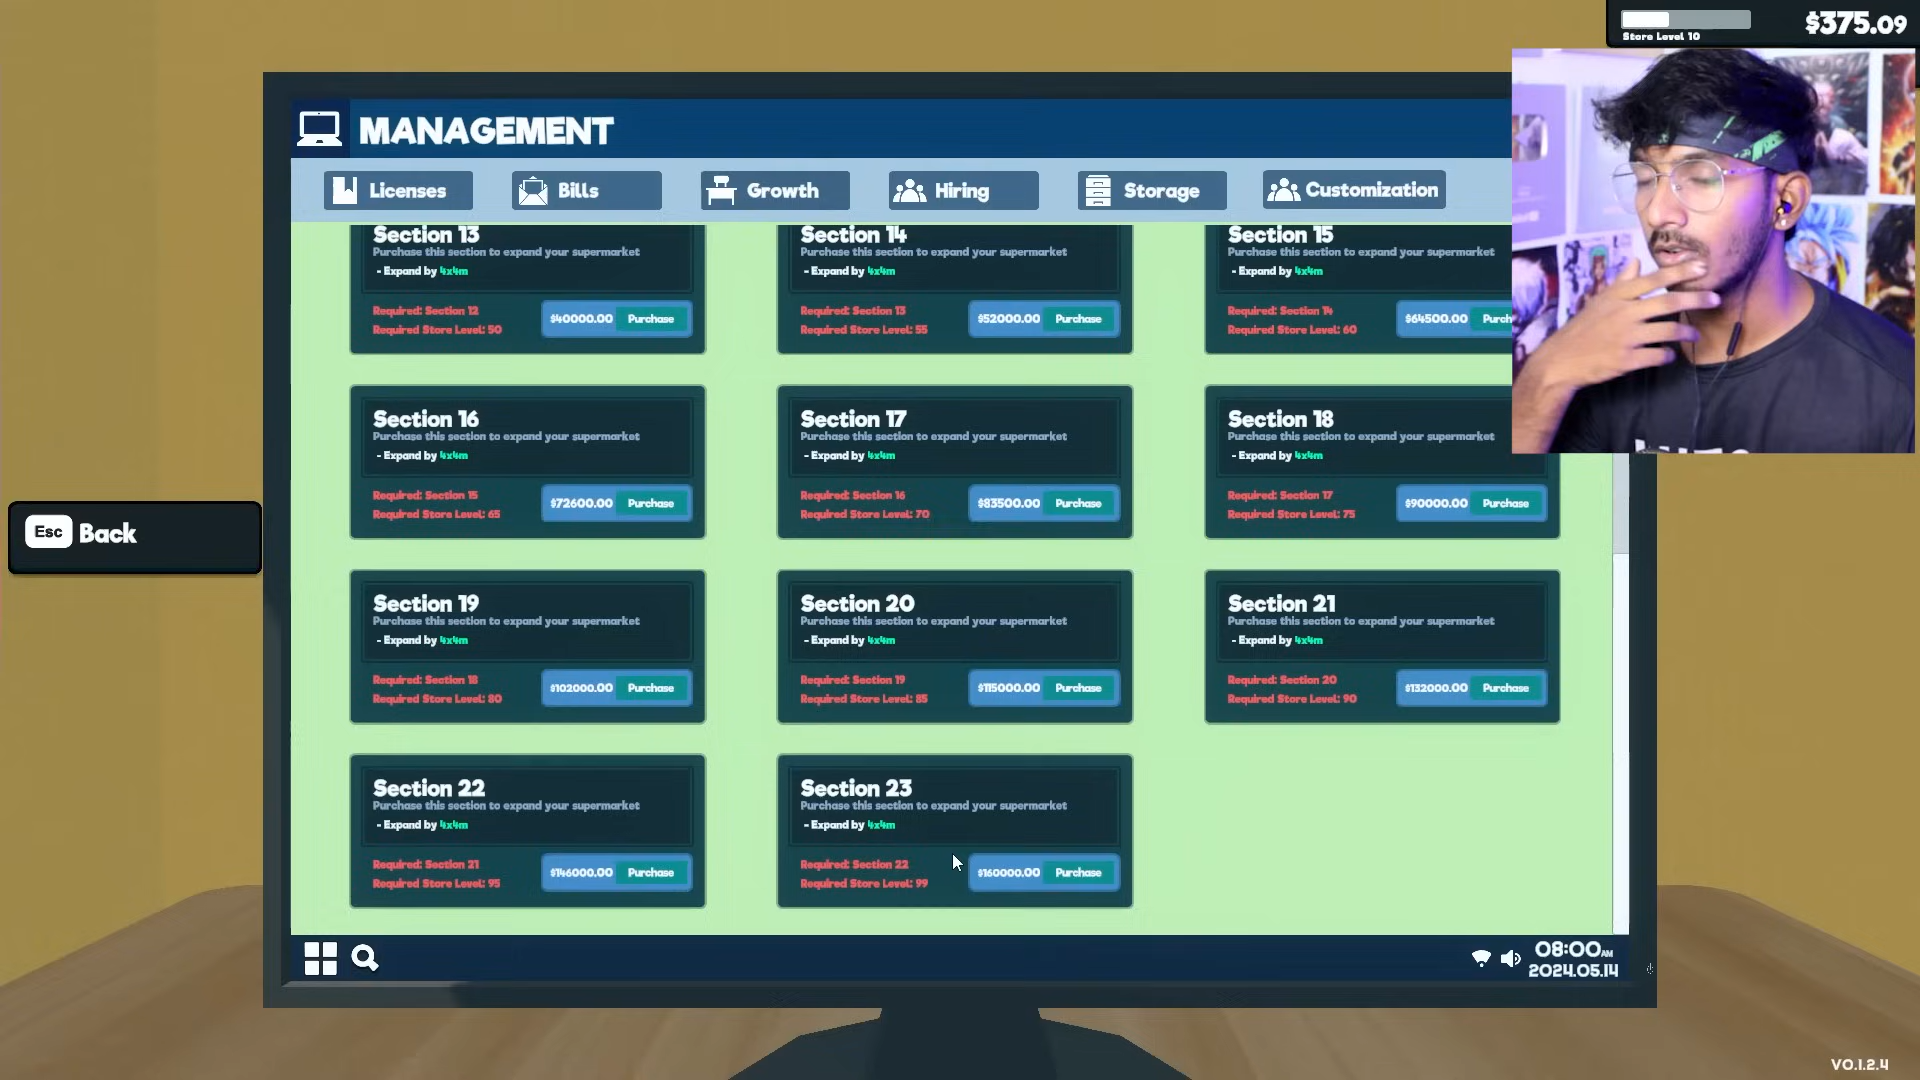 $375.09
Store Level 10
MANAGEMENT
Licenses
Bills
Growth
Hiring
Storage
Customization
Section 13
Purchase this section to expand your supermarket
- Expand by 4x4m
Required: Section 12
Required Store Level: 50
$40000.00 Purchase
Section 14
Purchase this section to expand your supermarket
- Expand by 4x4m
Required: Section 13
Required Store Level: 55
$52000.00 Purchase
Section 15
Purchase this section to expand your supermarket
- Expand by 4x4m
Required: Section 14
Required Store Level: 60
$64500.00 Purch
Section 16
Purchase this section to expand your supermarket
- Expand by 4x4m
Required: Section 15
Required Store Level: 65
$72600.00 Purchase
Section 17
Purchase this section to expand your supermarket
- Expand by 4x4m
Required: Section 16
Required Store Level: 70
$83500.00 Purchase
Section 18
Purchase this section to expand your supermarket
- Expand by 4x4m
Required: Section 17
Required Store Level: 75
$90000.00 Purchase
Esc Back
Section 19
Purchase this section to expand your supermarket
- Expand by 4x4m
Required: Section 18
Required Store Level: 80
$102000.00 Purchase
Section 20
Purchase this section to expand your supermarket
- Expand by 4x4m
Required: Section 19
Required Store Level: 85
$115000.00 Purchase
Section 21
Purchase this section to expand your supermarket
- Expand by 4x4m
Required: Section 20
Required Store Level: 90
$132000.00 Purchase
Section 22
Purchase this section to expand your supermarket
- Expand by 4x4m
Required: Section 21
Required Store Level: 95
$146000.00 Purchase
Section 23
Purchase this section to expand your supermarket
- Expand by 4x4m
Required: Section 22
Required Store Level: 99
$160000.00 Purchase
08:00AM
2024.05.14
V0.1.2.4